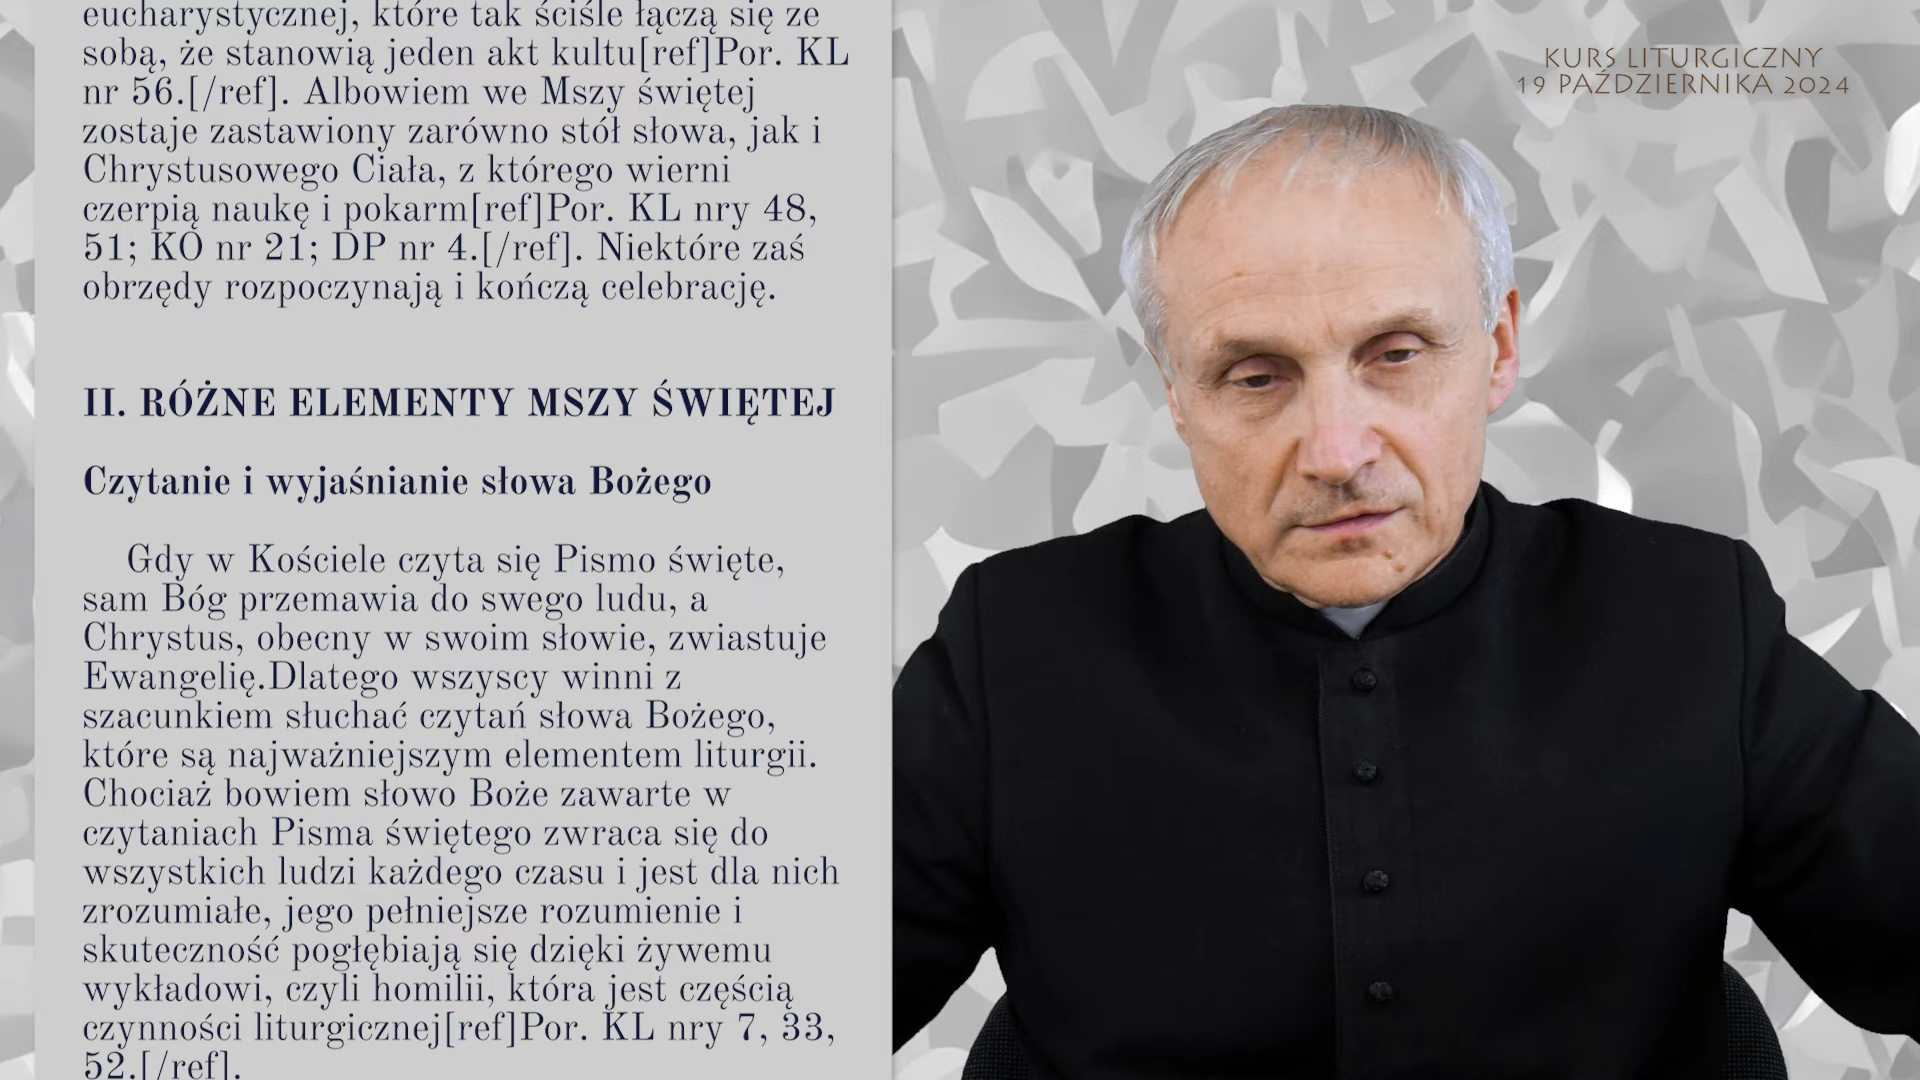 eucharystycznej, które tak ściśle łączą się ze
sobą, że stanowią jeden akt kultu[ref]Por. KL
nr 56.[/ref]. Albowiem we Mszy świętej
zostaje zastawiony zarówno stół słowa, jak i
Chrystusowego Ciała, z którego wierni
czerpią naukę i pokarm[ref]Por. KL nry 48,
51; KO nr 21; DP nr 4.[/ref]. Niektóre zaś
obrzędy rozpoczynają i kończą celebrację.
II. RÓŻNE ELEMENTY MSZY ŚWIĘTEJ
Czytanie i wyjaśnianie słowa Bożego
Gdy w Kościele czyta się Pismo święte,
sam Bóg przemawia do swego ludu, a
Chrystus, obecny w swoim słowie, zwiastuje
Ewangelię.Dlatego wszyscy winni z
szacunkiem słuchać czytań słowa Bożego,
które są najważniejszym elementem liturgii.
Chociaż bowiem słowo Boże zawarte w
czytaniach Pisma świętego zwraca się do
wszystkich ludzi każdego czasu i jest dla nich
zrozumiałe, jego pełniejsze rozumienie i
skuteczność pogłębiają się dzięki żywemu
wykładowi, czyli homilii, która jest częścią
czynności liturgicznej[ref]Por. KL nry 7, 33,
52.[/ref].
KURS LITURGICZNY
19 PAŹDZIERNIKA 2024